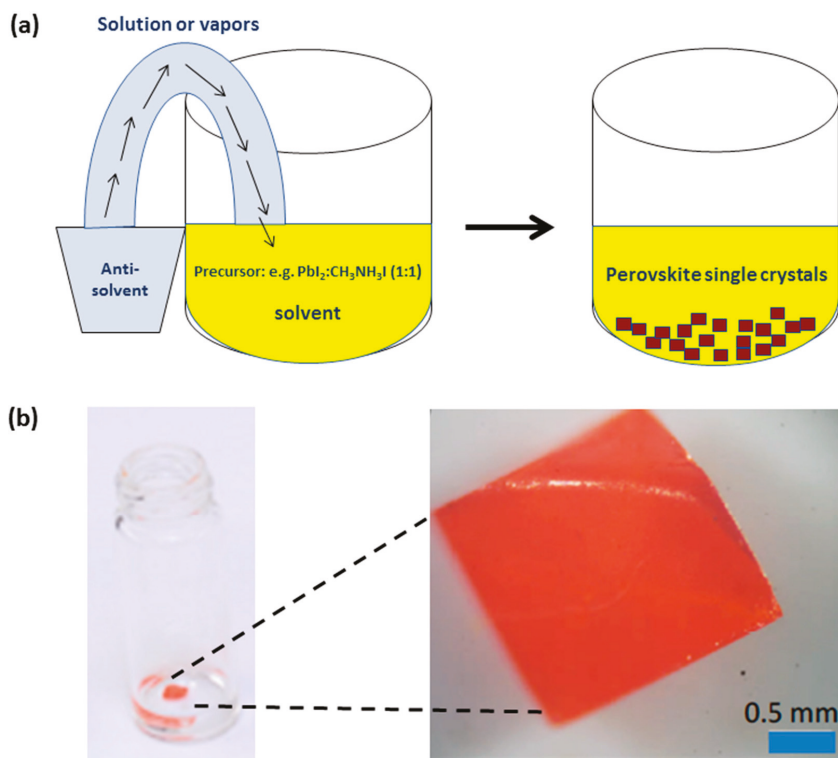 (a)
Solution or vapors
Anti-
solvent
Precursor: e.g. PbI₂:CH₃NH₃I (1:1)
solvent
Perovskite single crystals
(b)
0.5 mm